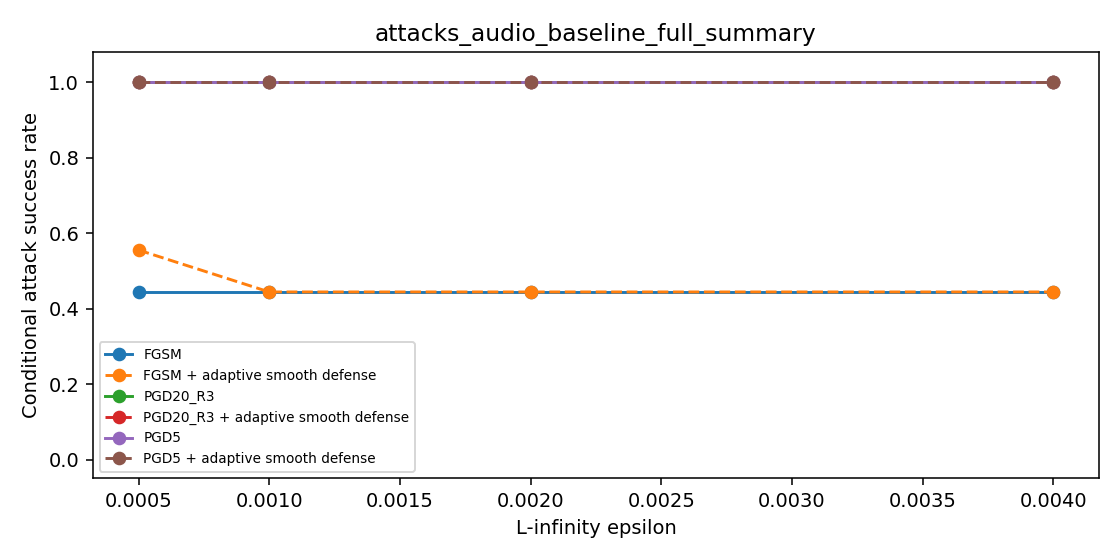 attacks_audio_baseline_full_summary
Conditional attack success rate
1.0
0.8
0.6
0.4
0.2
0.0
FGSM
FGSM + adaptive smooth defense
PGD20_R3
PGD20_R3 + adaptive smooth defense
PGD5
PGD5 + adaptive smooth defense
0.0005 0.0010 0.0015 0.0020 0.0025 0.0030 0.0035 0.0040
L-infinity epsilon